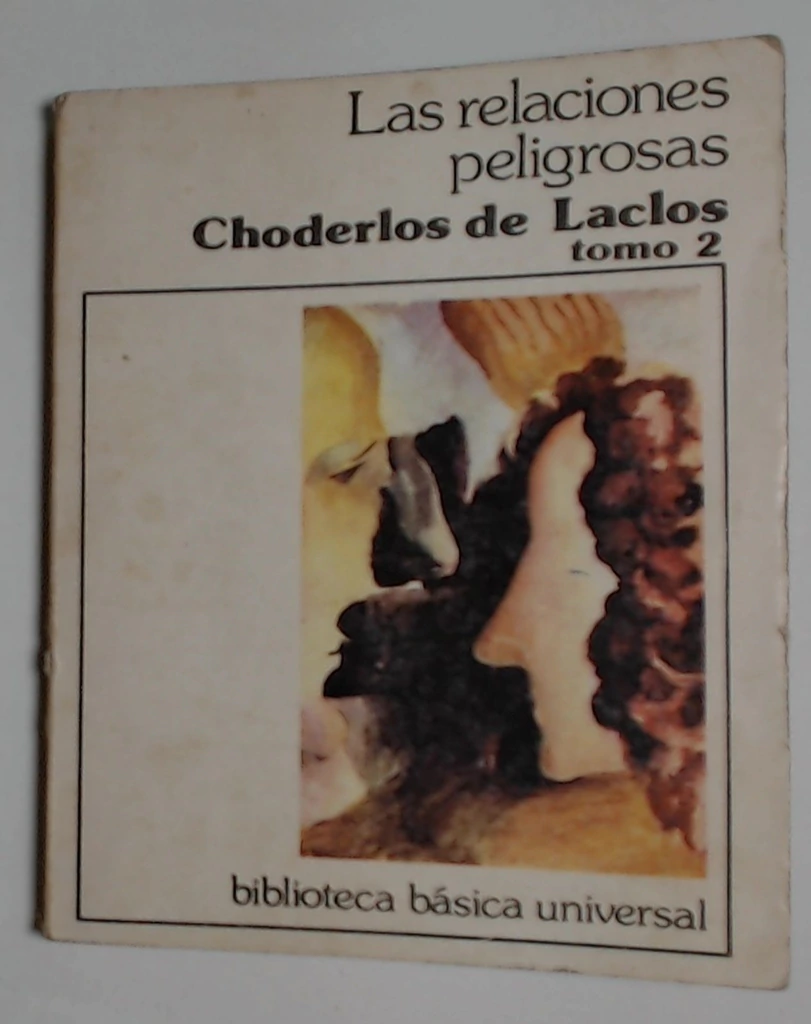 Las relaciones
peligrosas
Choderlos de Laclos
tomo 2
biblioteca básica universal